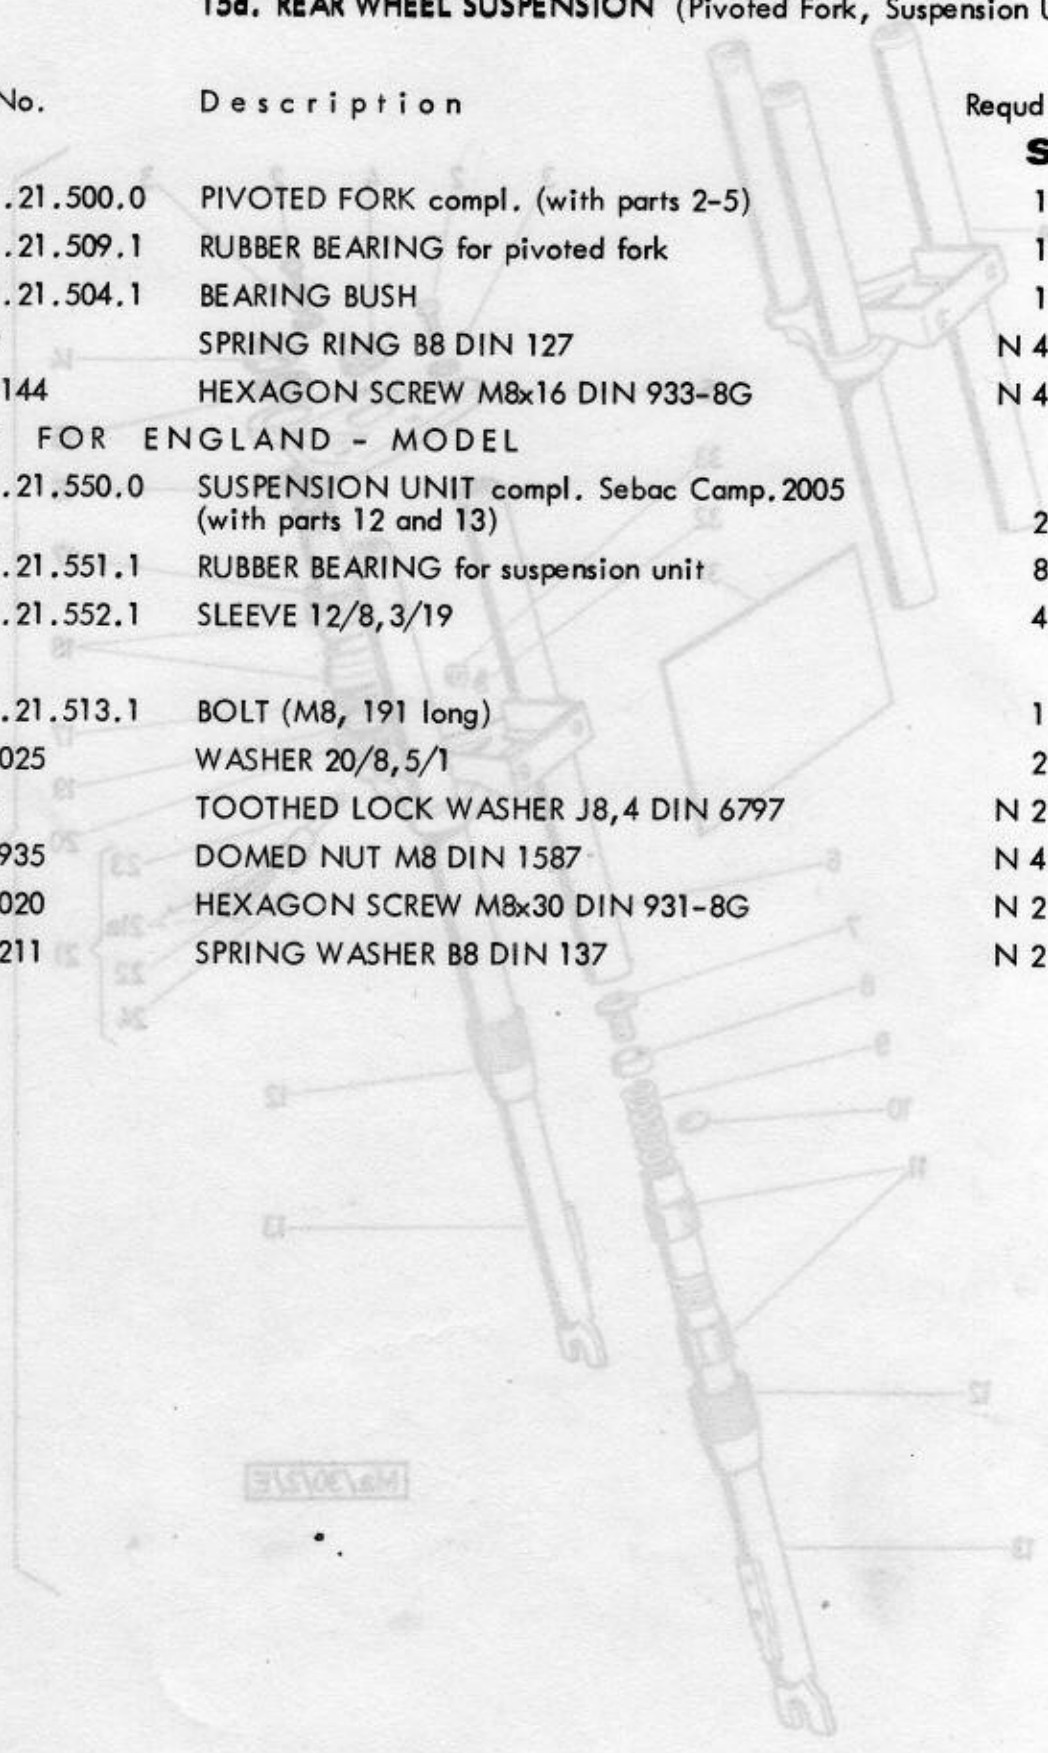 15a. REAR WHEEL SUSPENSION (Pivoted Fork, Suspension
No. Description Requd
S
.21.500.0 PIVOTED FORK compl. (with parts 2-5) 1
.21.509.1 RUBBER BEARING for pivoted fork 1
.21.504.1 BEARING BUSH 1
SPRING RING B8 DIN 127 N 4
144 HEXAGON SCREW M8x16 DIN 933-8G N 4
FOR ENGLAND - MODEL
.21.550.0 SUSPENSION UNIT compl. Sebac Camp.2005
(with parts 12 and 13) 2
.21.551.1 RUBBER BEARING for suspension unit 8
.21.552.1 SLEEVE 12/8,3/19 4
.21.513.1 BOLT (M8, 191 long) 1
025 WASHER 20/8,5/1 2
TOOTHED LOCK WASHER J8,4 DIN 6797 N 2
935 DOMED NUT M8 DIN 1587 N 4
020 HEXAGON SCREW M8x30 DIN 931-8G N 2
211 SPRING WASHER B8 DIN 137 N 2